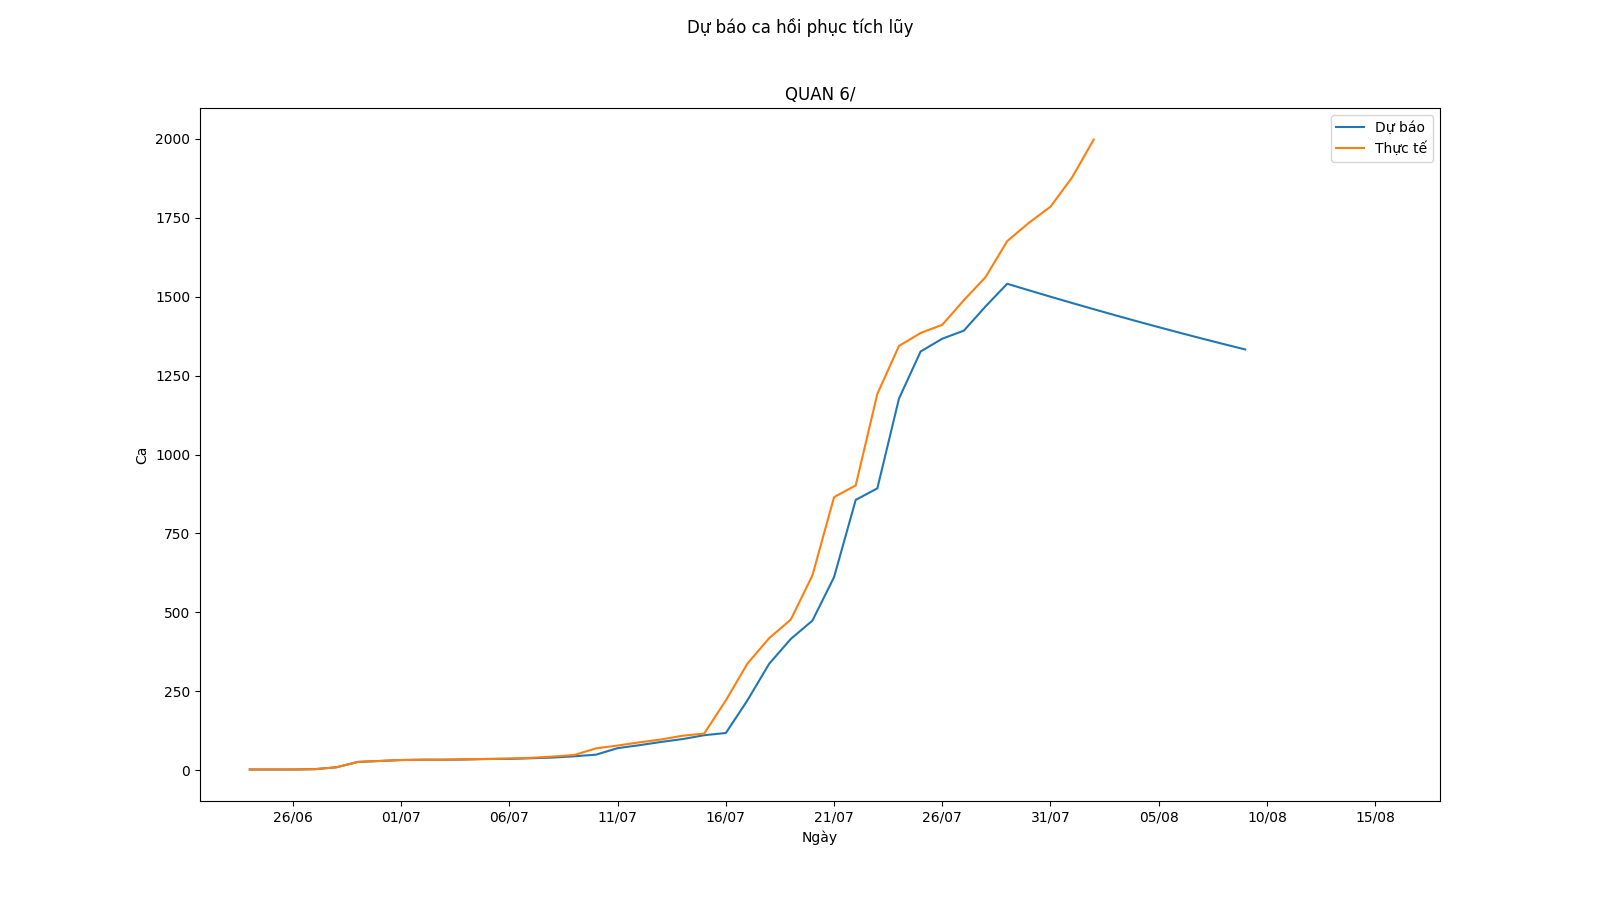 Dự báo ca hồi phục tích lũy
QUAN 6/
Dự báo
Thực tế
2000
1750
1500
1250
1000
750
500
250
0
Ca
26/06 01/07 06/07 11/07 16/07 21/07 26/07 31/07 05/08 10/08 15/08
Ngày